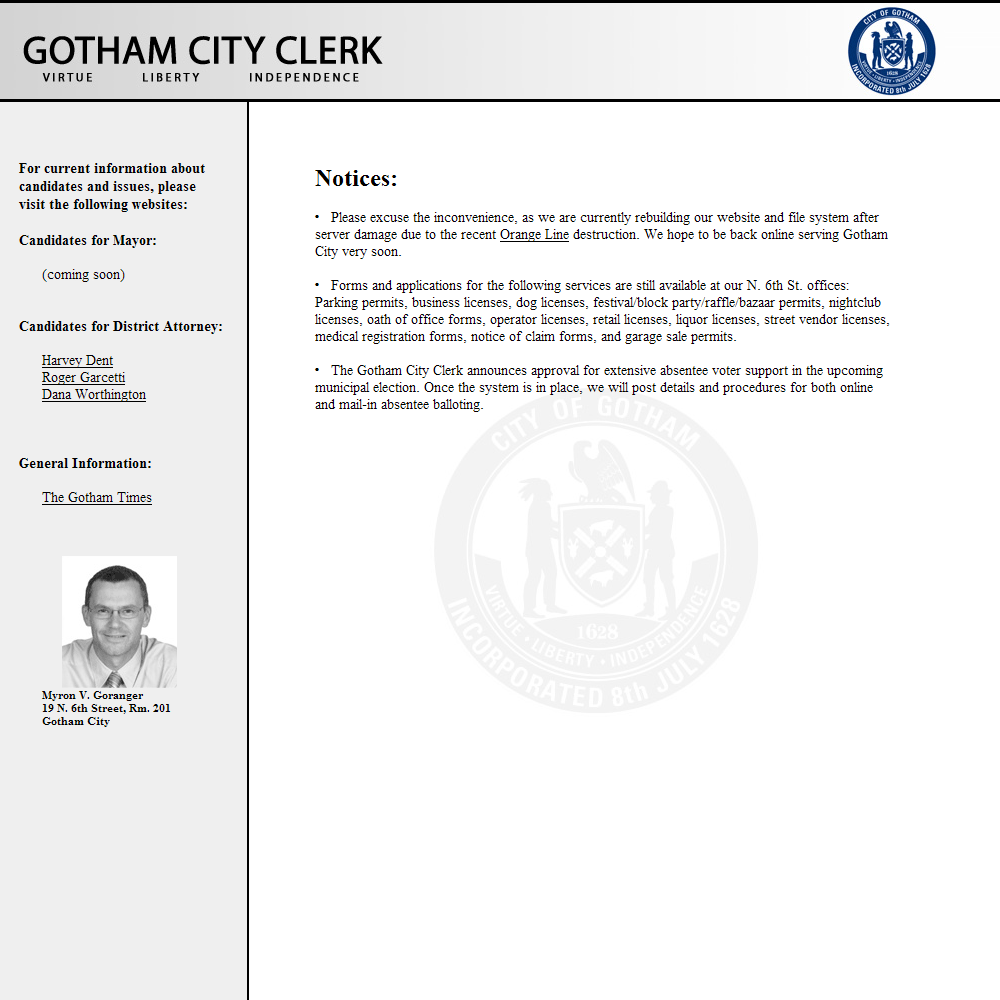 GOTHAM CITY CLERK
VIRTUE LIBERTY INDEPENDENCE
CITY OF GOTHAM
VIRTUE · LIBERTY · INDEPENDENCE
1628
INCORPORATED 8th JULY 1628
For current information about
candidates and issues, please
visit the following websites:
Candidates for Mayor:
(coming soon)
Candidates for District Attorney:
Harvey Dent
Roger Garcetti
Dana Worthington
General Information:
The Gotham Times
Myron V. Goranger
19 N. 6th Street, Rm. 201
Gotham City
Notices:
• Please excuse the inconvenience, as we are currently rebuilding our website and file system after
server damage due to the recent Orange Line destruction. We hope to be back online serving Gotham
City very soon.
• Forms and applications for the following services are still available at our N. 6th St. offices:
Parking permits, business licenses, dog licenses, festival/block party/raffle/bazaar permits, nightclub
licenses, oath of office forms, operator licenses, retail licenses, liquor licenses, street vendor licenses,
medical registration forms, notice of claim forms, and garage sale permits.
• The Gotham City Clerk announces approval for extensive absentee voter support in the upcoming
municipal election. Once the system is in place, we will post details and procedures for both online
and mail-in absentee balloting.
CITY OF GOTHAM
VIRTUE · LIBERTY · INDEPENDENCE
1628
INCORPORATED 8th JULY 1628